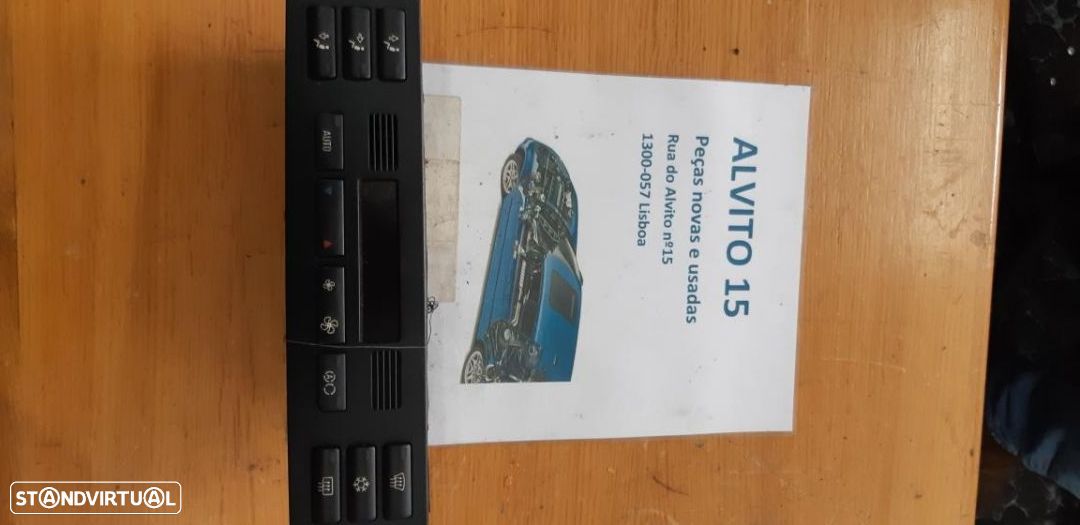 ALVITO 15
Peças novas e usadas
Rua do Alvito nº15
1300-057 Lisboa
AUTO
A
STANDVIRTUAL